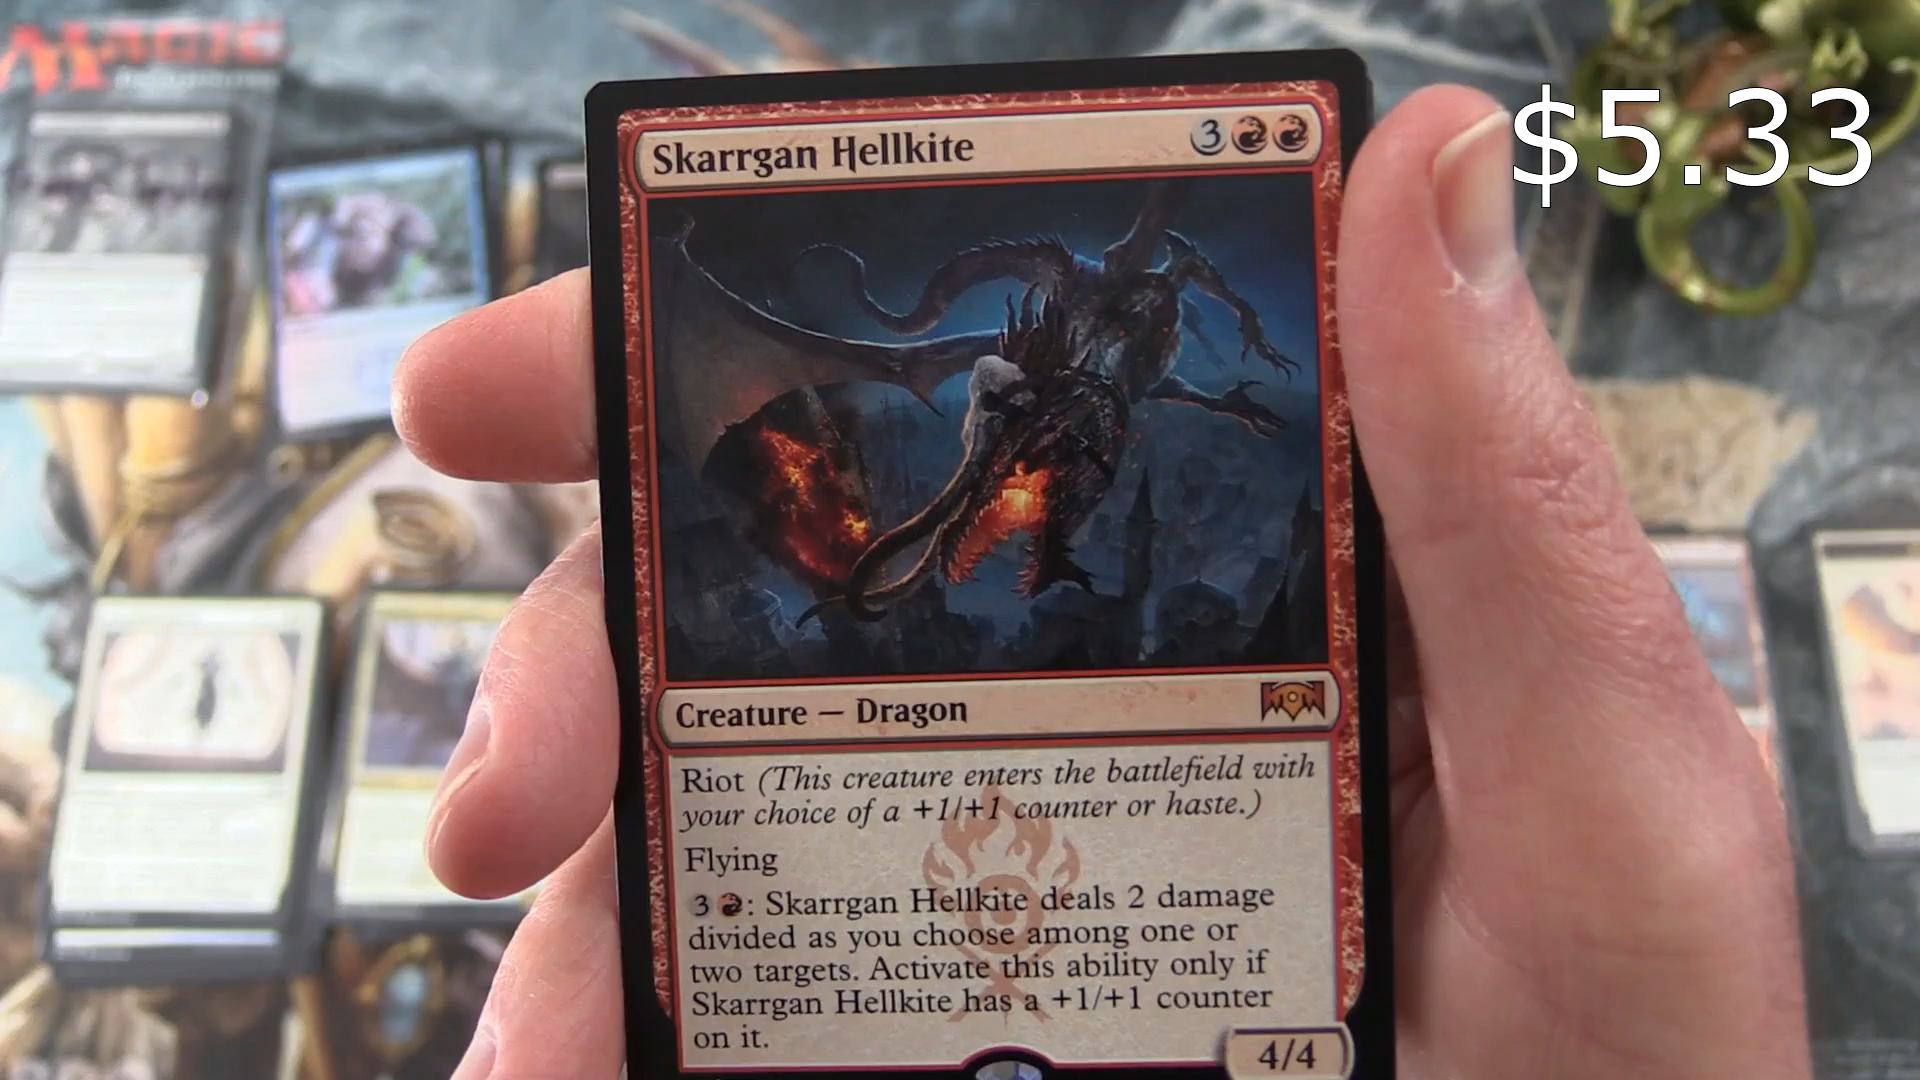 MAGIC
$5.33
Skarrgan Hellkite 3
Creature — Dragon
Riot (This creature enters the battlefield with
your choice of a +1/+1 counter or haste.)
Flying
3 : Skarrgan Hellkite deals 2 damage
divided as you choose among one or
two targets. Activate this ability only if
Skarrgan Hellkite has a +1/+1 counter
on it.
4/4